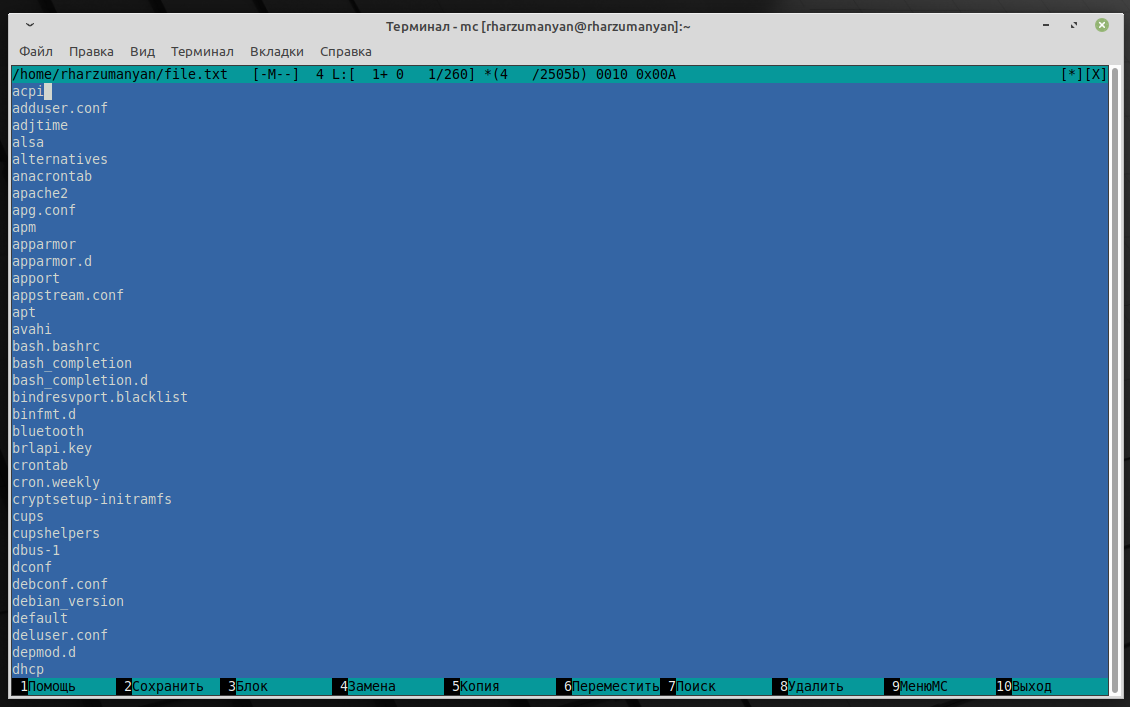 Терминал - mc [rharzumanyan@rharzumanyan]:~
Файл Правка Вид Терминал Вкладки Справка
/home/rharzumanyan/file.txt [-M--] 4 L:[ 1+ 0 1/260] *(4 /2505b) 0010 0x00A [*][X]
acpi
adduser.conf
adjtime
alsa
alternatives
anacrontab
apache2
apg.conf
apm
apparmor
apparmor.d
apport
appstream.conf
apt
avahi
bash.bashrc
bash_completion
bash_completion.d
bindresvport.blacklist
binfmt.d
bluetooth
brlapi.key
crontab
cron.weekly
cryptsetup-initramfs
cups
cupshelpers
dbus-1
dconf
debconf.conf
debian_version
default
deluser.conf
depmod.d
dhcp
1Помощь 2Сохранить 3Блок 4Замена 5Копия 6Переместить 7Поиск 8Удалить 9МенюМС 10Выход